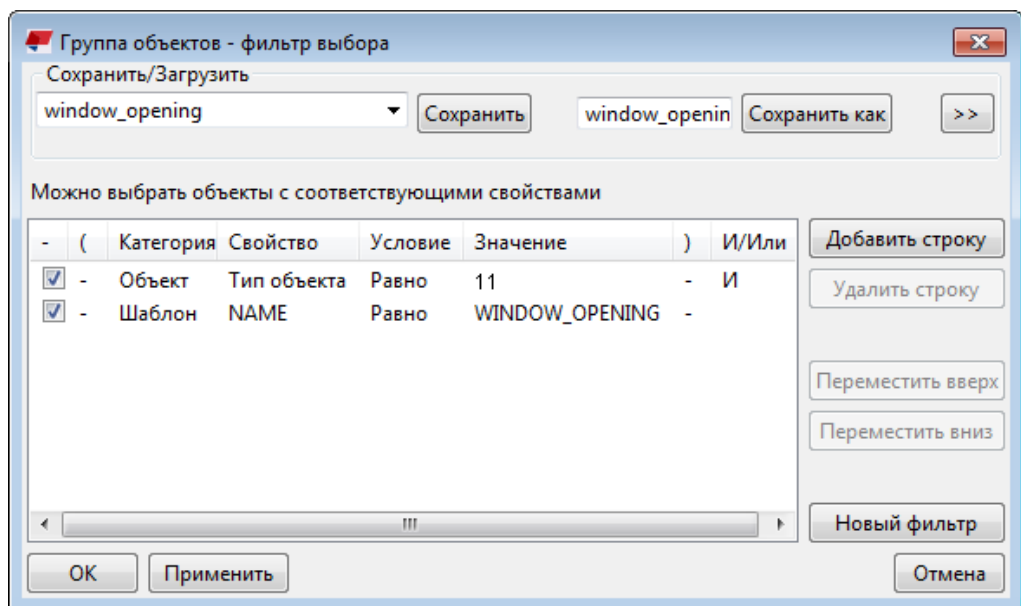 Группа объектов - фильтр выбора
Сохранить/Загрузить
window_opening Сохранить window_openin Сохранить как >>
Можно выбрать объекты с соответствующими свойствами
- ( Категория Свойство Условие Значение ) И/Или Добавить строку
- Объект Тип объекта Равно 11 - И Удалить строку
- Шаблон NAME Равно WINDOW_OPENING -
Переместить вверх
Переместить вниз
Новый фильтр
ОК Применить Отмена